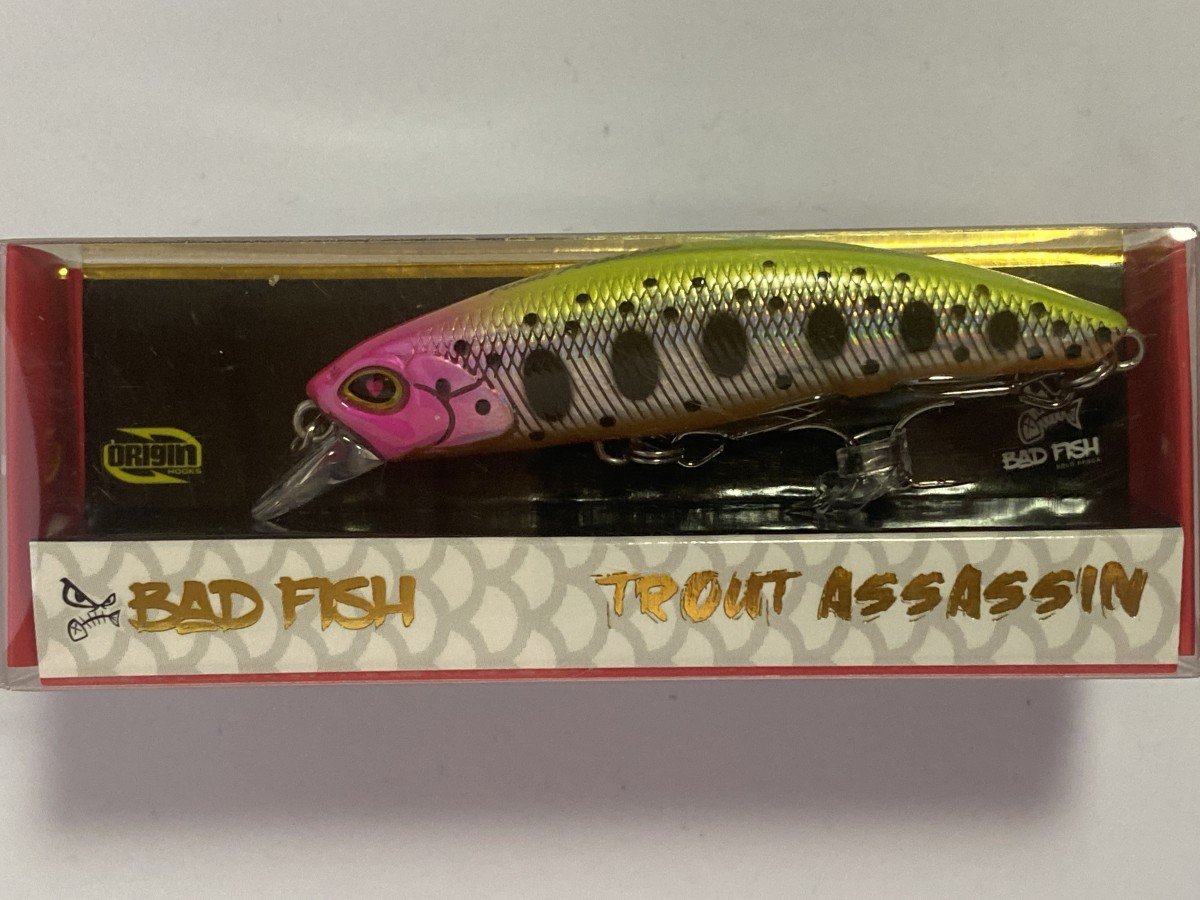 ORIGIN
HOOKS
BAD FISH
BAD FISH
TROUT ASSASSIN